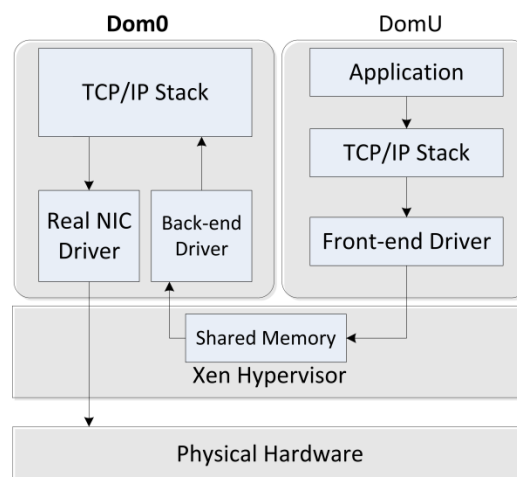 Dom0
DomU
TCP/IP Stack
Application
TCP/IP Stack
Real NIC
Driver
Back-end
Driver
Front-end Driver
Shared Memory
Xen Hypervisor
Physical Hardware